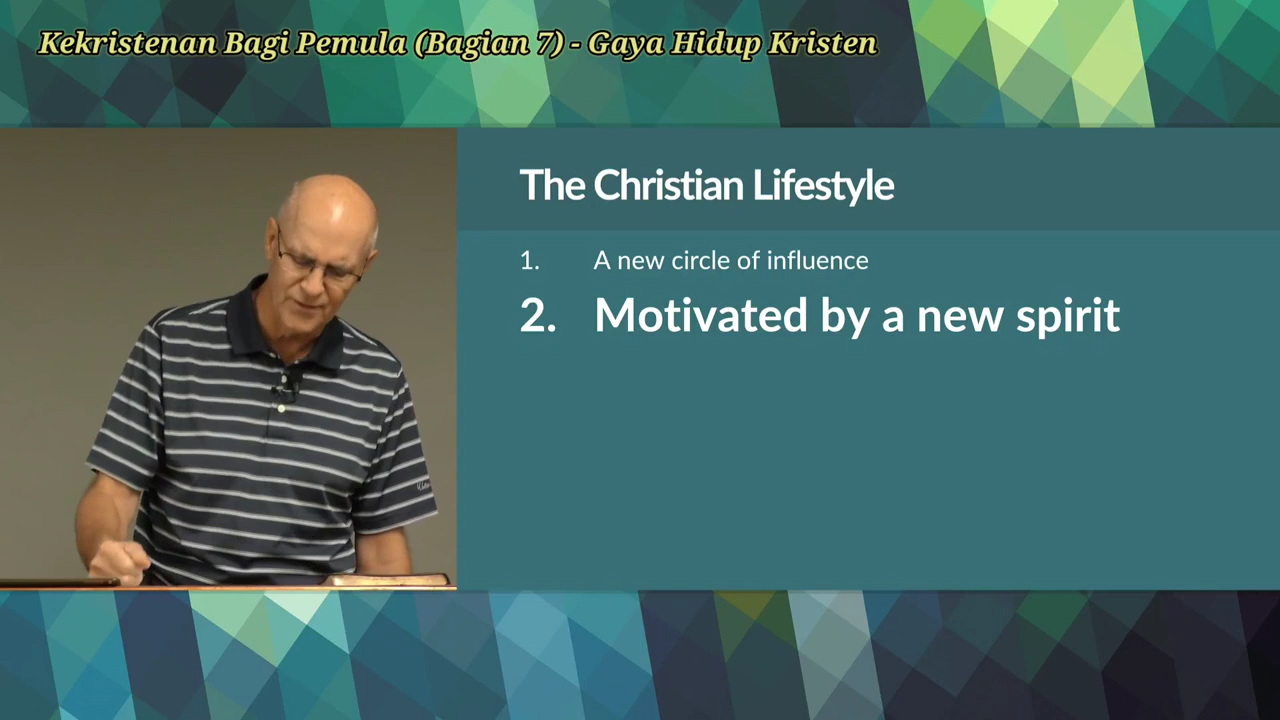 Kekristenan Bagi Pemula (Bagian 7) - Gaya Hidup Kristen
The Christian Lifestyle
1. A new circle of influence
2. Motivated by a new spirit